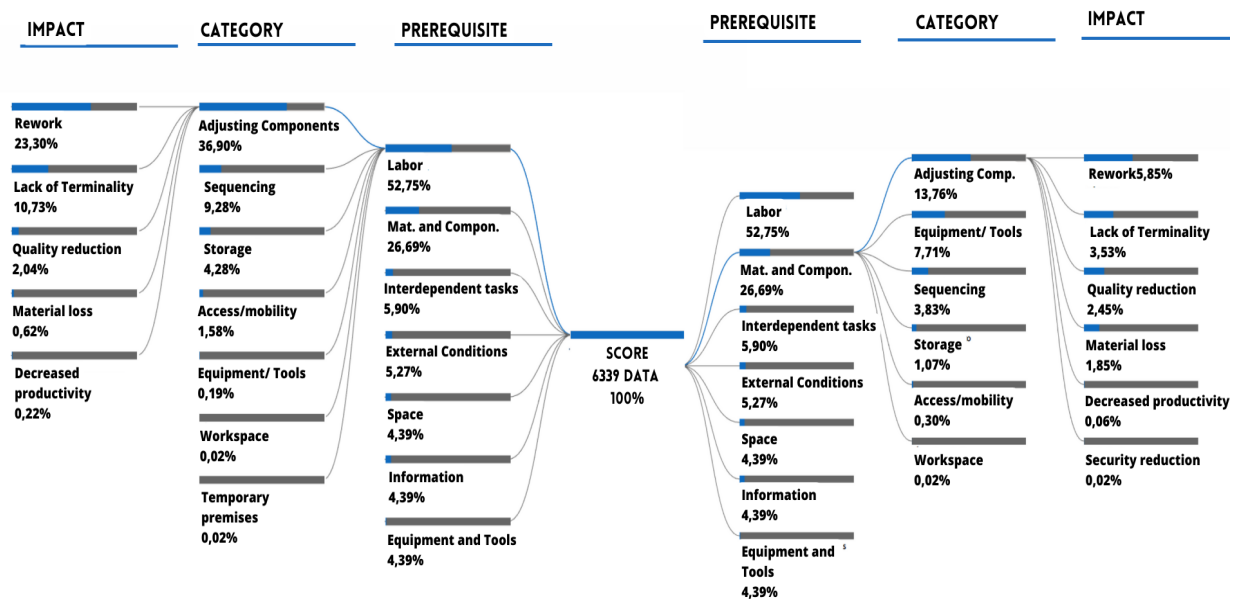 IMPACT
CATEGORY
PREREQUISITE
PREREQUISITE
CATEGORY
IMPACT
Rework
23,30%
Lack of Terminality
10,73%
Quality reduction
2,04%
Material loss
0,62%
Decreased
productivity
0,22%
Adjusting Components
36,90%
Sequencing
9,28%
Storage
4,28%
Access/mobility
1,58%
Equipment/ Tools
0,19%
Workspace
0,02%
Temporary
premises
0,02%
Labor
52,75%
Mat. and Compon.
26,69%
Interdependent tasks
5,90%
External Conditions
5,27%
Space
4,39%
Information
4,39%
Equipment and Tools
4,39%
SCORE
6339 DATA
100%
Labor
52,75%
Mat. and Compon.
26,69%
Interdependent tasks
5,90%
External Conditions
5,27%
Space
4,39%
Information
4,39%
Equipment and s
Tools
4,39%
Adjusting Comp.
13,76%
Equipment/ Tools
7,71%
Sequencing
3,83%
Storage o
1,07%
Access/mobility
0,30%
Workspace
0,02%
Rework5,85%
Lack of Terminality
3,53%
Quality reduction
2,45%
Material loss
1,85%
Decreased productivity
0,06%
Security reduction
0,02%